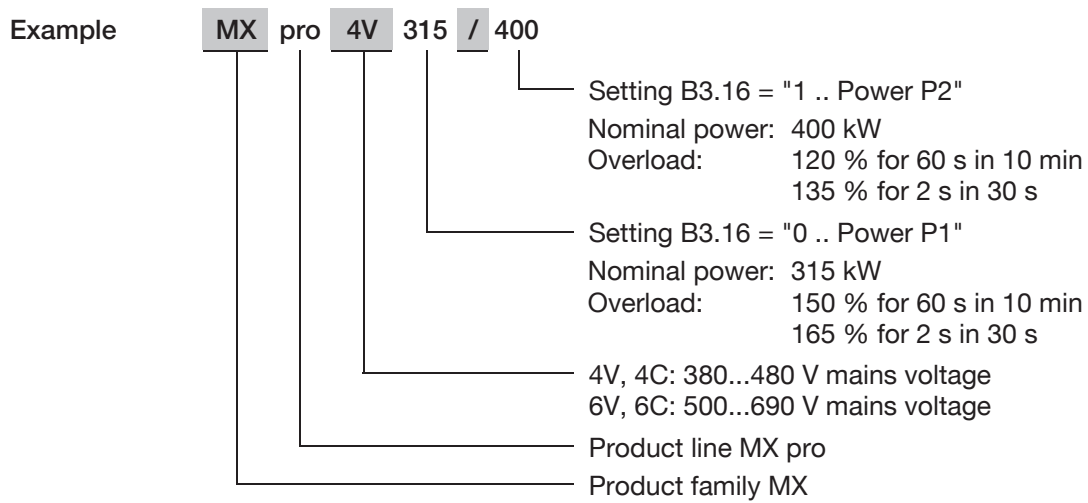 Example MX pro 4V 315 / 400
Setting B3.16 = "1 .. Power P2"
Nominal power: 400 kW
Overload: 120 % for 60 s in 10 min
135 % for 2 s in 30 s
Setting B3.16 = "0 .. Power P1"
Nominal power: 315 kW
Overload: 150 % for 60 s in 10 min
165 % for 2 s in 30 s
4V, 4C: 380...480 V mains voltage
6V, 6C: 500...690 V mains voltage
Product line MX pro
Product family MX